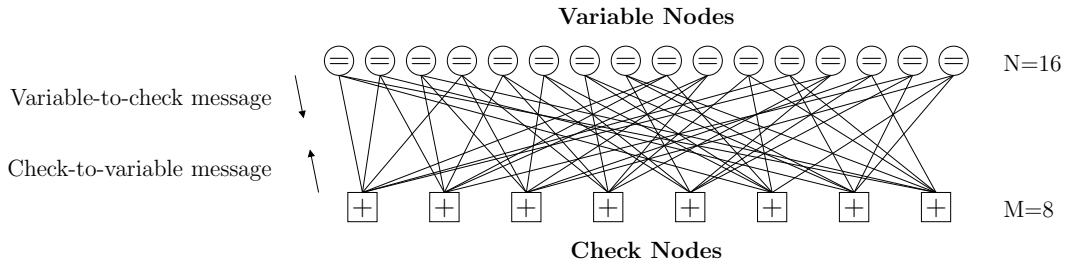 Variable Nodes
= = = = = = = = = = = = = = = =
N=16
Variable-to-check message
Check-to-variable message
+ + + + + + + +
M=8
Check Nodes